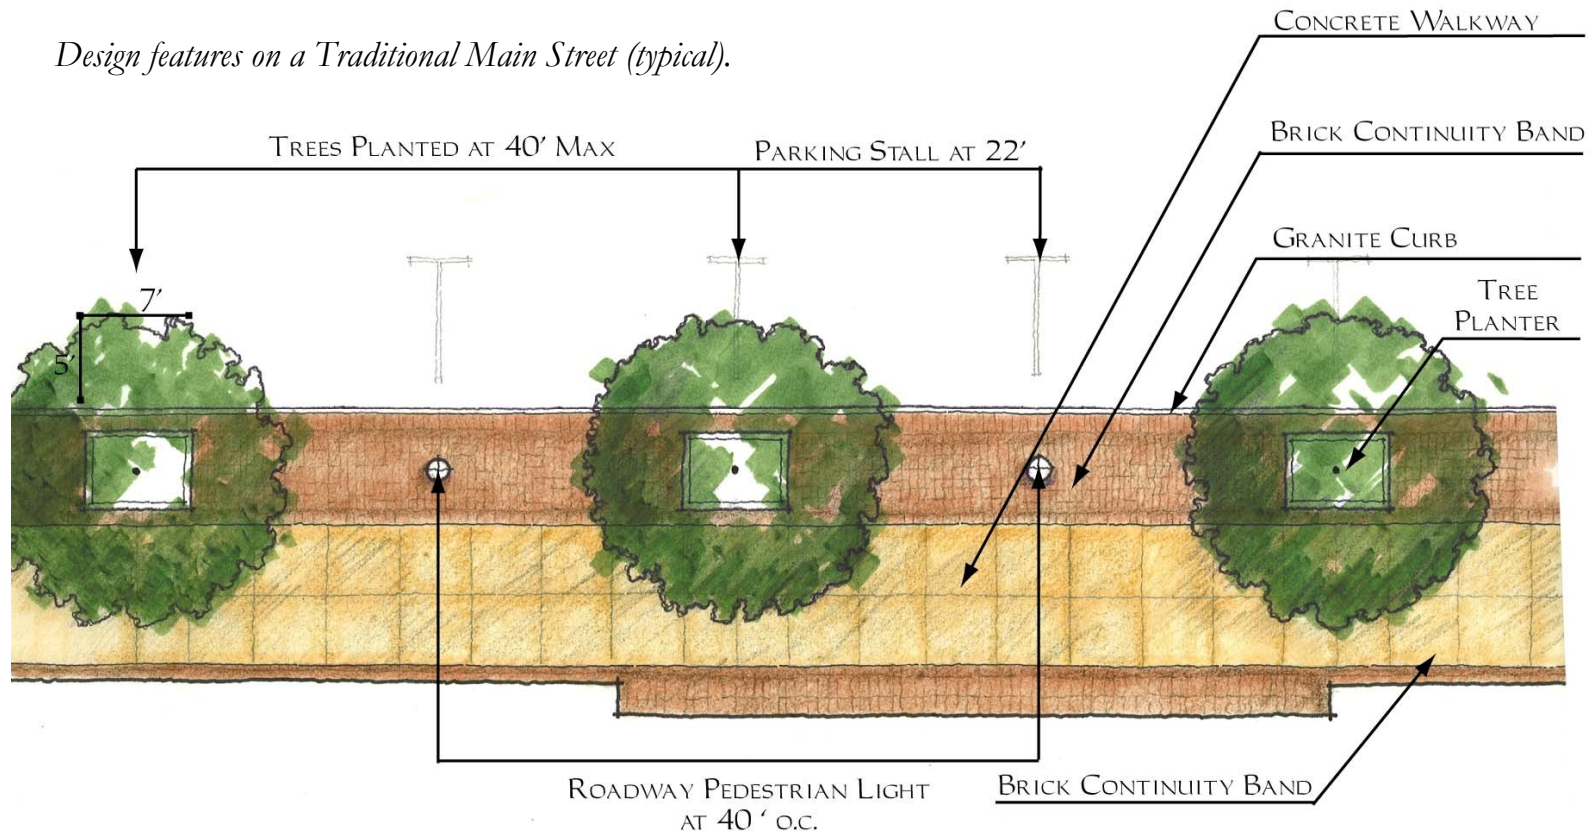 Design features on a Traditional Main Street (typical).
Concrete Walkway
Brick Continuity Band
Trees Planted at 40' Max
Parking Stall at 22'
Granite Curb
Tree
Planter
7'
5'
Roadway Pedestrian Light
at 40 ' o.c.
Brick Continuity Band